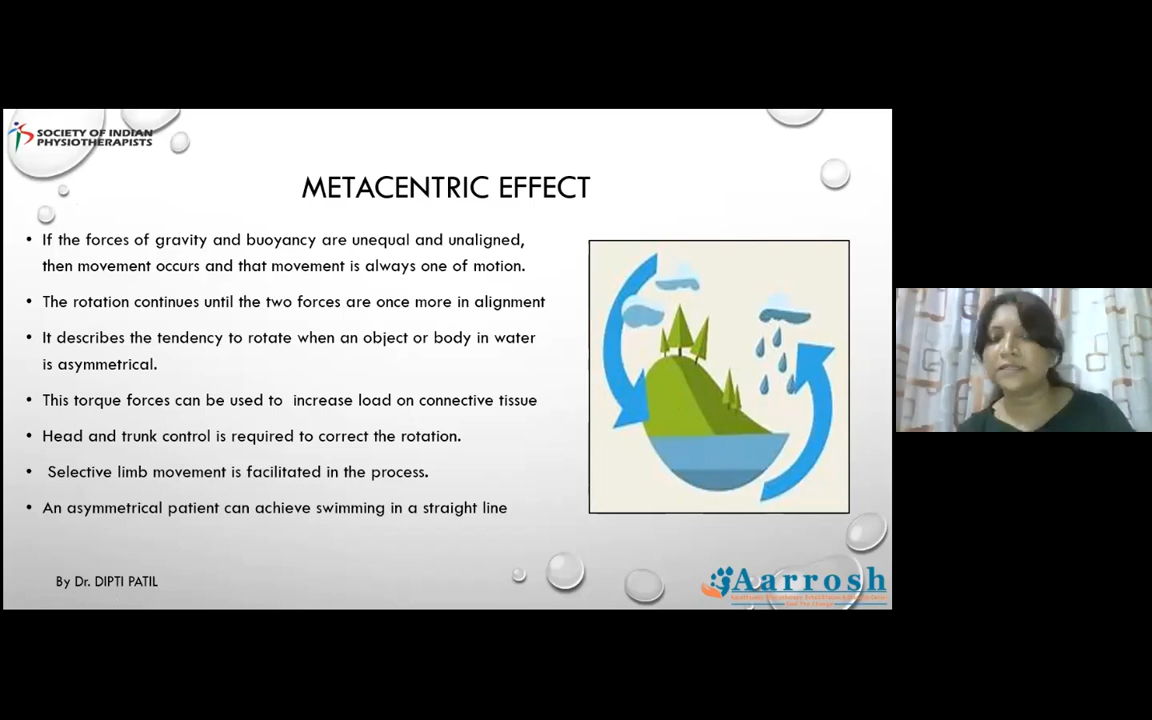 SOCIETY OF INDIAN
PHYSIOTHERAPISTS
METACENTRIC EFFECT
• If the forces of gravity and buoyancy are unequal and unaligned,
then movement occurs and that movement is always one of motion.
• The rotation continues until the two forces are once more in alignment
• It describes the tendency to rotate when an object or body in water
is asymmetrical.
• This torque forces can be used to increase load on connective tissue
• Head and trunk control is required to correct the rotation.
• Selective limb movement is facilitated in the process.
• An asymmetrical patient can achieve swimming in a straight line
By Dr. DIPTI PATIL
Aarrosh